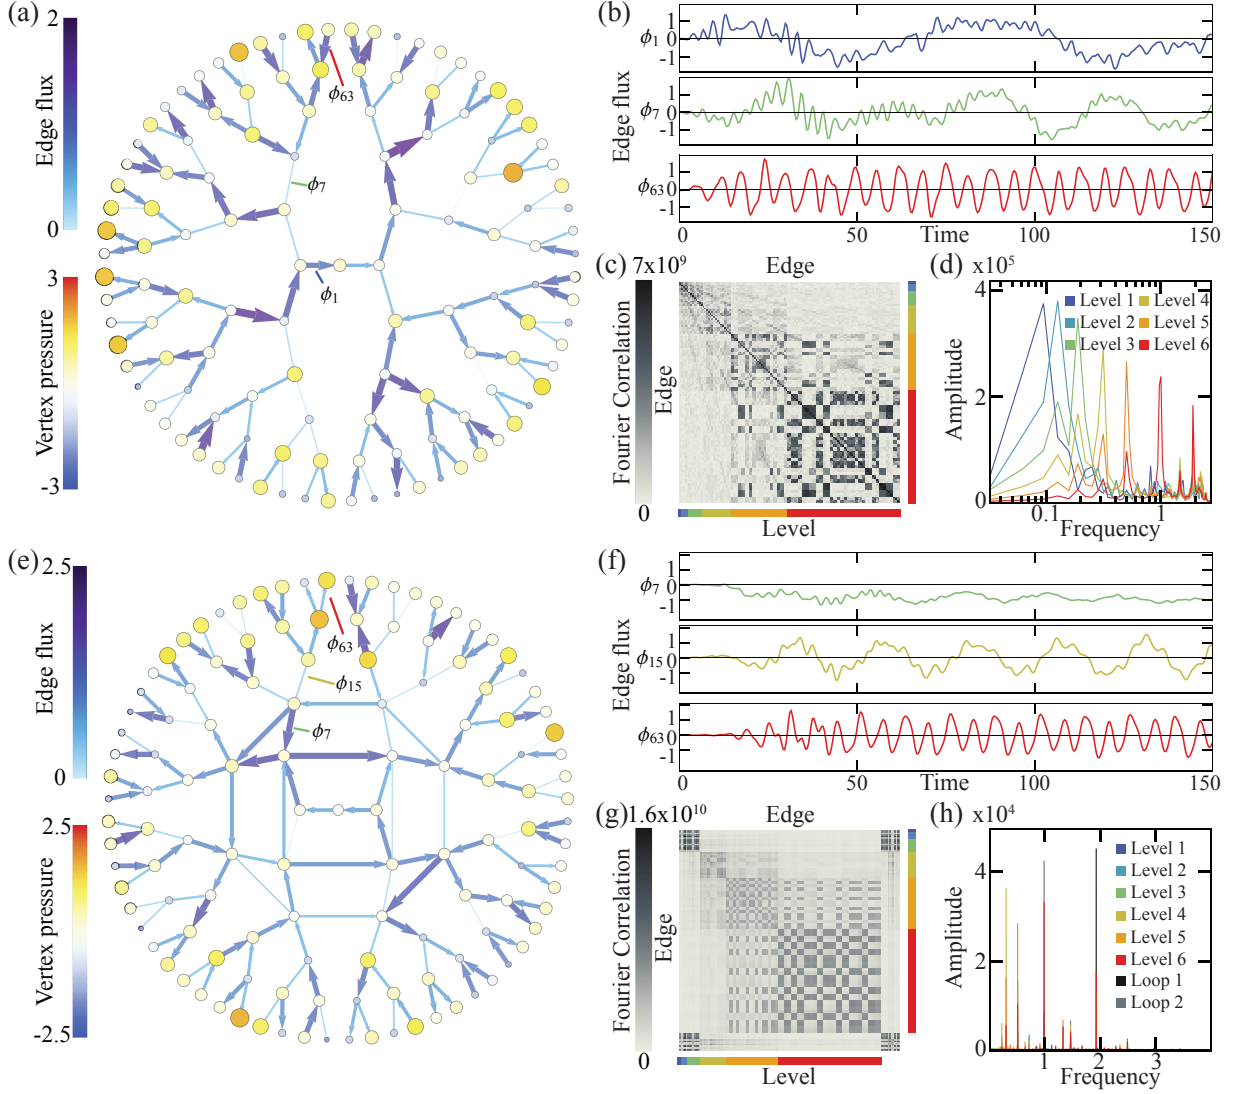 (a)
2
Edge flux
0
3
Vertex pressure
-3
ϕ63
ϕ7
ϕ1
(b)
Edge flux
ϕ1
1
0
-1
ϕ7
1
0
-1
ϕ63
1
0
-1
0
50
Time
100
150
(c)
7x10⁹
Edge
Fourier Correlation
Edge
0
Level
(d)
x10⁵
4
Level 1
Level 4
Level 2
Level 5
Level 3
Level 6
Amplitude
2
0
0.1
Frequency
1
(e)
2.5
Edge flux
0
2.5
Vertex pressure
-2.5
ϕ63
ϕ15
ϕ7
(f)
Edge flux
ϕ7
1
0
-1
ϕ15
1
0
-1
ϕ63
1
0
-1
0
50
Time
100
150
(g)
1.6x10¹⁰
Edge
Fourier Correlation
Edge
0
Level
(h)
x10⁴
4
Level 1
Level 2
Level 3
Level 4
Level 5
Level 6
Loop 1
Loop 2
Amplitude
2
0
1
2
3
Frequency